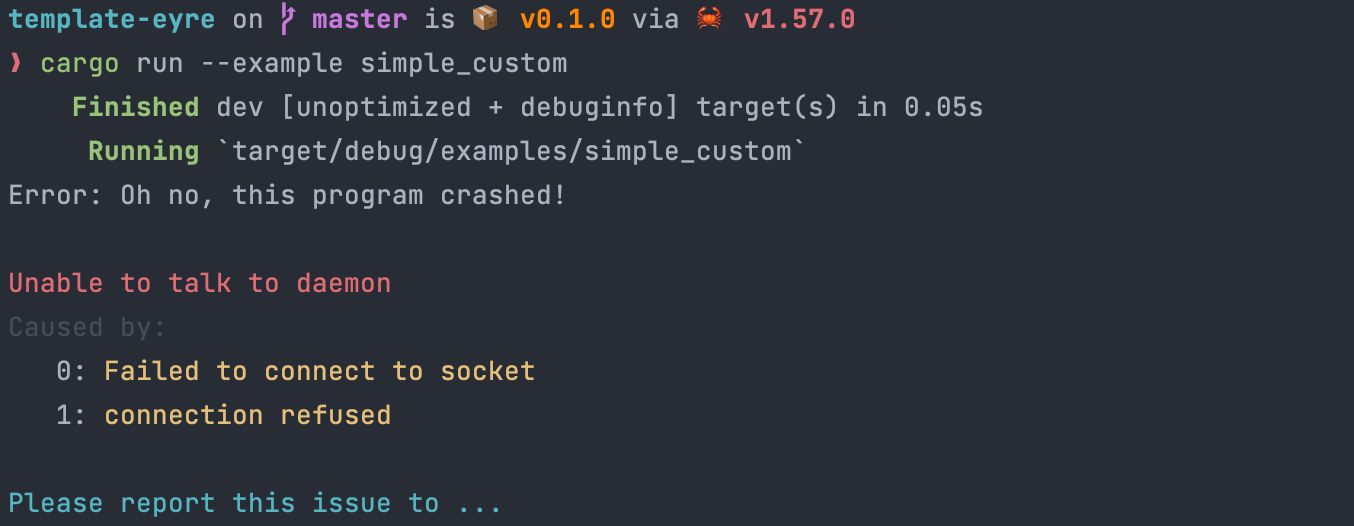 template-eyre on master is 📦 v0.1.0 via 🦀 v1.57.0
❱ cargo run --example simple_custom
Finished dev [unoptimized + debuginfo] target(s) in 0.05s
Running `target/debug/examples/simple_custom`
Error: Oh no, this program crashed!
Unable to talk to daemon
Caused by:
0: Failed to connect to socket
1: connection refused
Please report this issue to ...